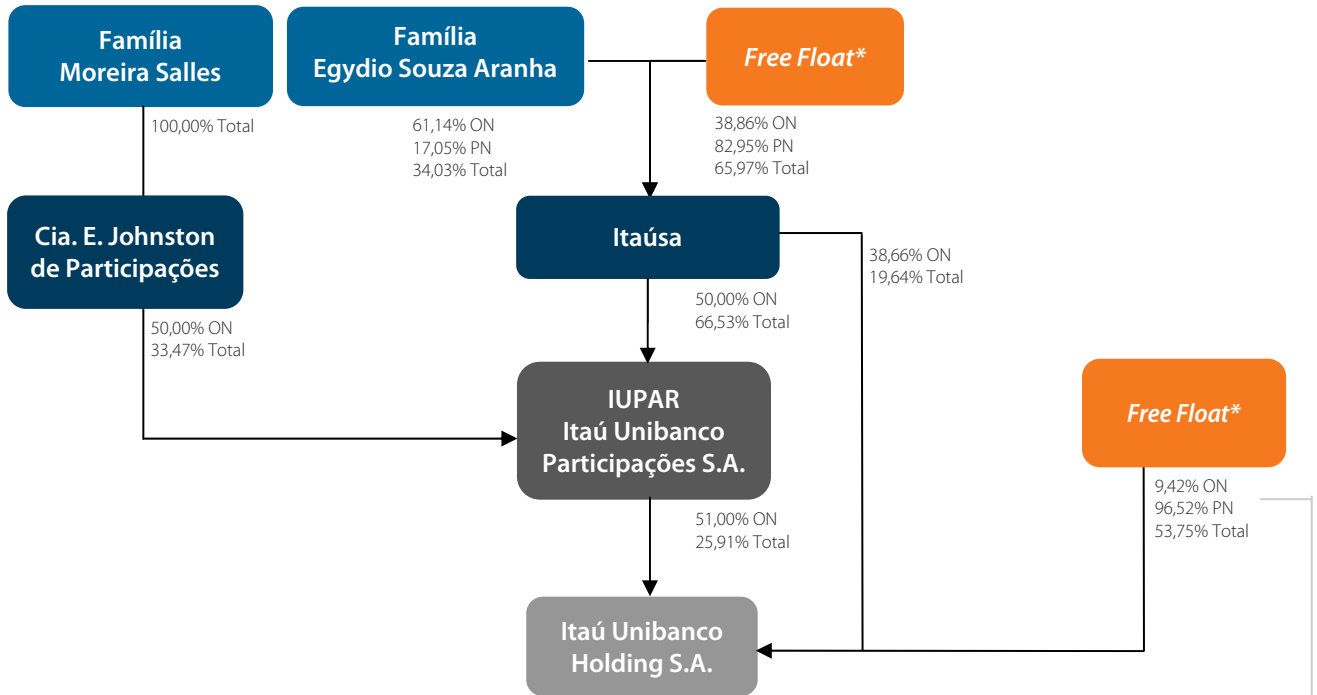 Família
Moreira Salles
Família
Egydio Souza Aranha
Free Float*
100,00% Total
61,14% ON
17,05% PN
34,03% Total
38,86% ON
82,95% PN
65,97% Total
Cia. E. Johnston
de Participações
Itaúsa
38,66% ON
19,64% Total
50,00% ON
33,47% Total
50,00% ON
66,53% Total
IUPAR
Itaú Unibanco
Participações S.A.
Free Float*
9,42% ON
96,52% PN
53,75% Total
51,00% ON
25,91% Total
Itaú Unibanco
Holding S.A.